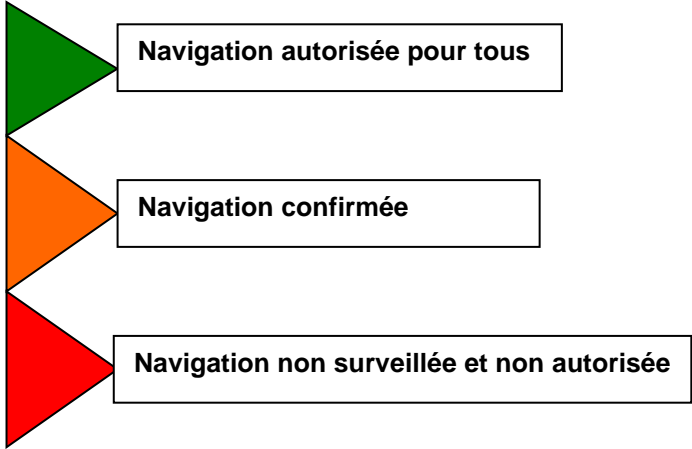 Navigation autorisée pour tous
Navigation confirmée
Navigation non surveillée et non autorisée